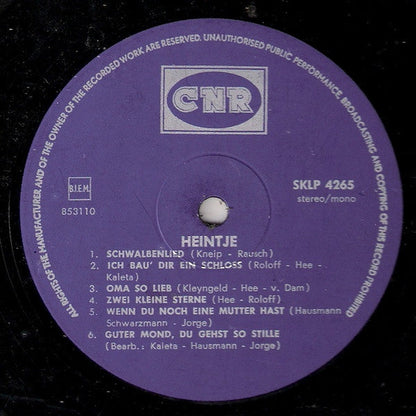 ALL RIGHTS OF THE MANUFACTURER AND OF THE OWNER OF THE RECORDED WORK ARE RESERVED. UNAUTHORISED PUBLIC PERFORMANCE, BROADCASTING AND COPYING OF THIS RECORD PROHIBITED
CNR
B.I.E.M.
853110
SKLP 4265
stereo/mono
HEINTJE
1. SCHWALBENLIED (Kneip - Rausch)
2. ICH BAU' DIR EIN SCHLOSS (Roloff - Hee -
Kaleta)
3. OMA SO LIEB (Kleyngeld - Hee - v. Dam)
4. ZWEI KLEINE STERNE (Hee - Roloff)
5. WENN DU NOCH EINE MUTTER HAST (Hausmann
Schwarzmann - Jorge)
6. GUTER MOND, DU GEHST SO STILLE
(Bearb.: Kaleta - Hausmann - Jorge)